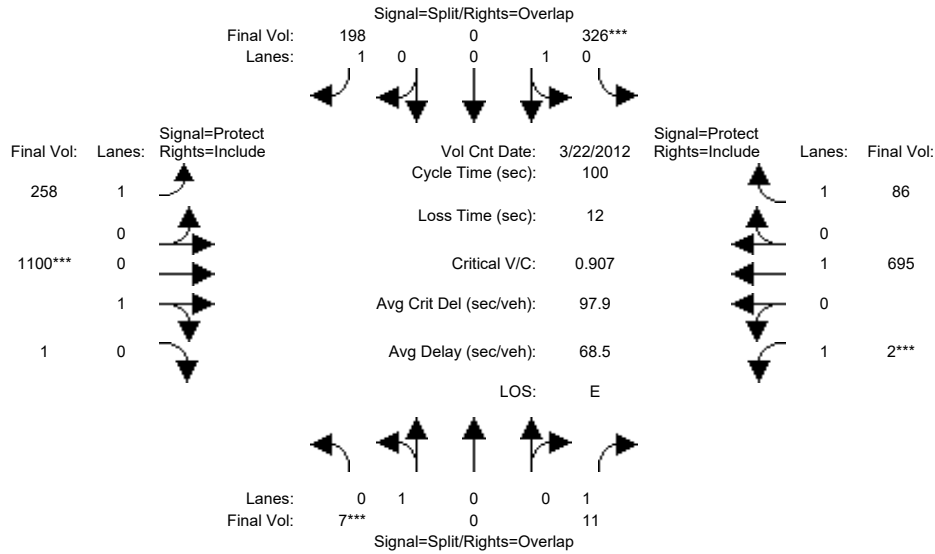 Signal=Split/Rights=Overlap
Final Vol: 198 0 326***
Lanes: 1 0 0 1 0
Signal=Protect
Final Vol: Lanes: Rights=Include
Vol Cnt Date: 3/22/2012
Signal=Protect
Rights=Include Lanes: Final Vol:
Cycle Time (sec): 100
258 1
1 86
Loss Time (sec): 12
0
0
1100*** 0
Critical V/C: 0.907
1 695
1
Avg Crit Del (sec/veh): 97.9
0
1 0
Avg Delay (sec/veh): 68.5
1 2***
LOS: E
Lanes: 0 1 0 0 1
Final Vol: 7*** 0 11
Signal=Split/Rights=Overlap